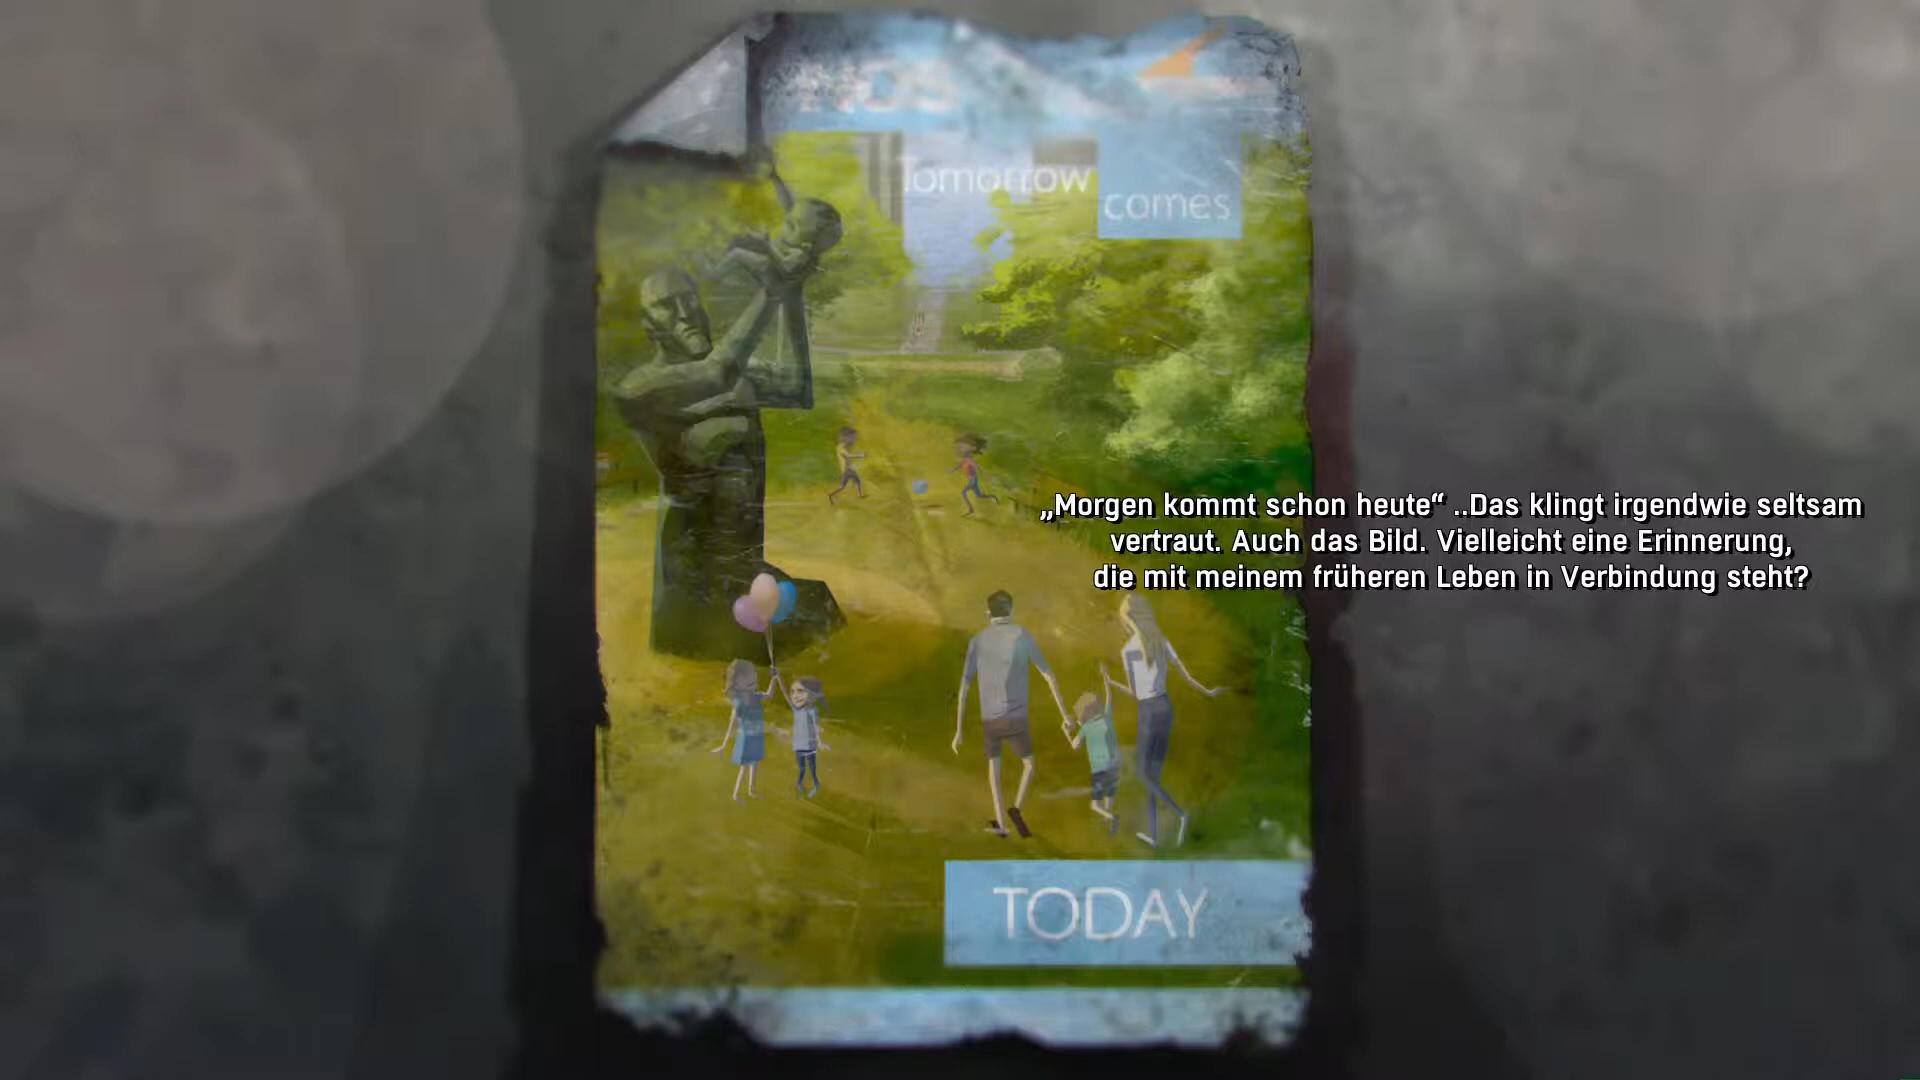 Tomorrow
comes
„Morgen kommt schon heute“ ..Das klingt irgendwie seltsam
vertraut. Auch das Bild. Vielleicht eine Erinnerung,
die mit meinem früheren Leben in Verbindung steht?
TODAY